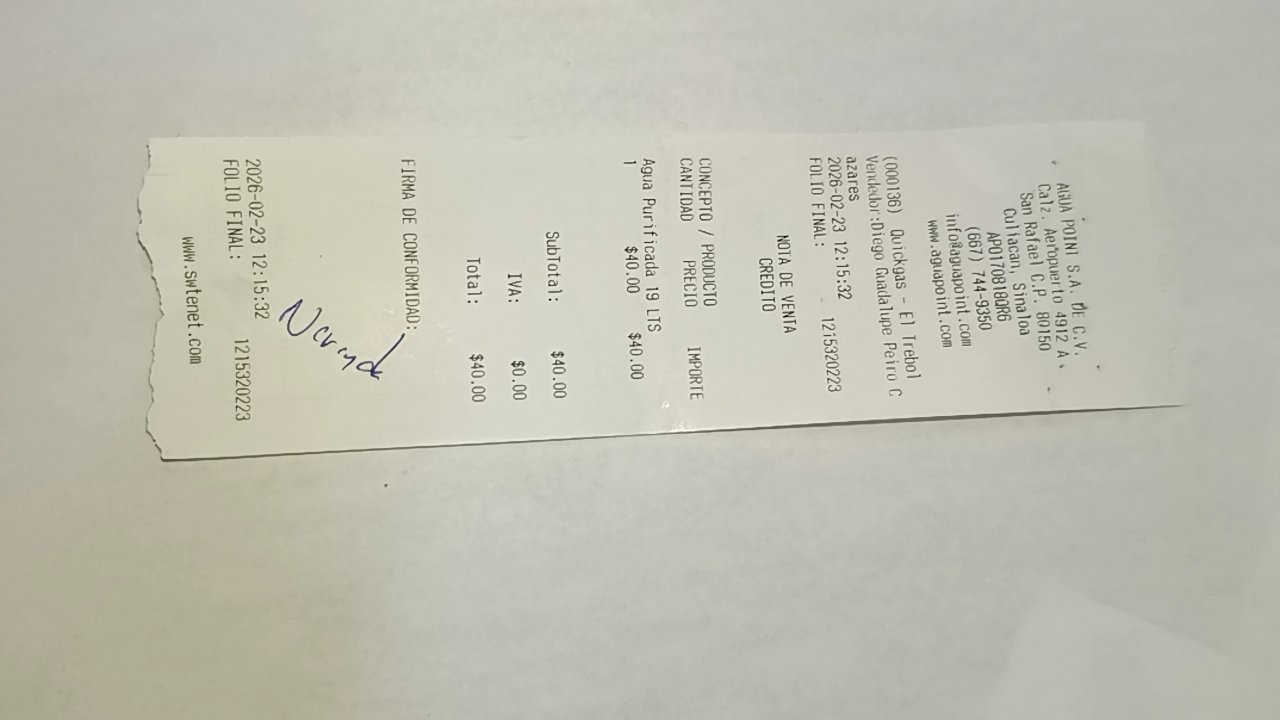 AGUA POINT S.A. DE C.V.
Calz. Aeropuerto 4912 A
San Rafael C.P. 80150
Culiacan, Sinaloa
APO170818QR6
(667) 744-9350
info@aguapoint.com
www.aguapoint.com
(000136) Quickgas - El Trebol
Vendedor:Diego Guadalupe Peiro C
azares
2026-02-23 12:15:32
FOLIO FINAL: 1215320223
NOTA DE VENTA
CREDITO
CONCEPTO / PRODUCTO
CANTIDAD PRECIO IMPORTE
Agua Purificada 19 LTS
1 $40.00 $40.00
SubTotal: $40.00
IVA: $0.00
Total: $40.00
FIRMA DE CONFORMIDAD:
2026-02-23 12:15:32
FOLIO FINAL: 1215320223
www.swtenet.com